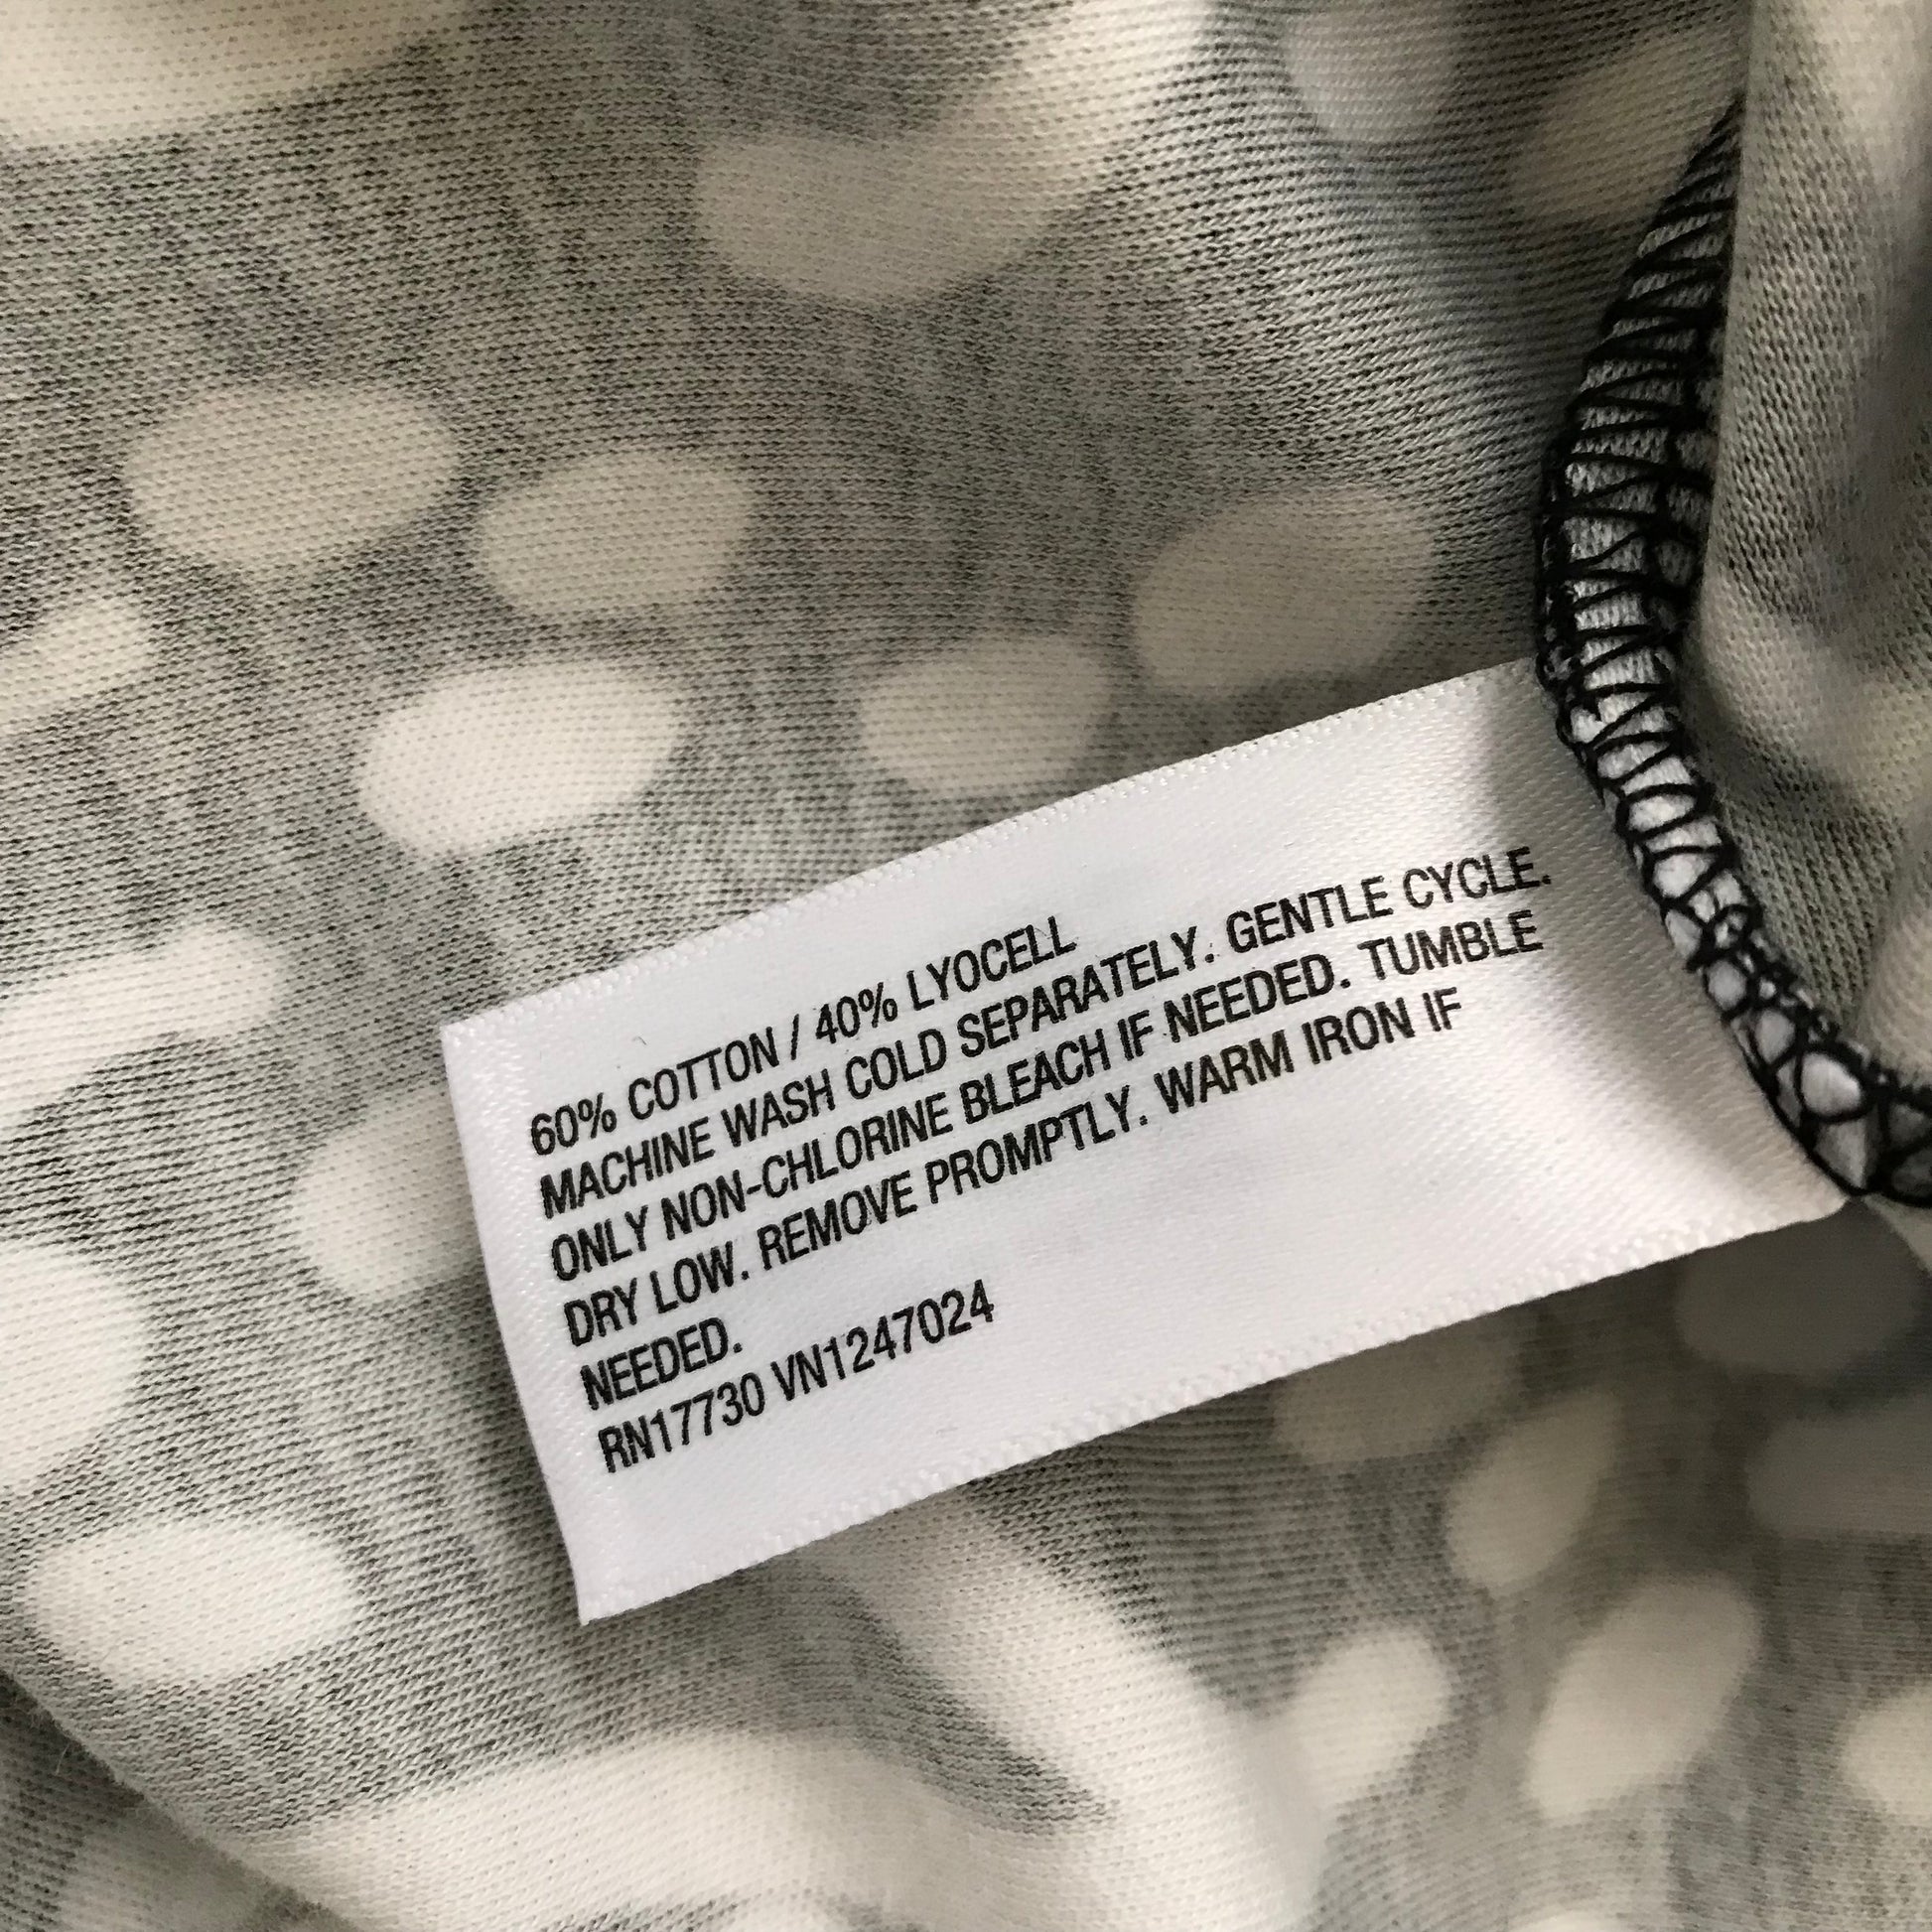 60% COTTON / 40% LYOCELL
MACHINE WASH COLD SEPARATELY. GENTLE CYCLE.
ONLY NON-CHLORINE BLEACH IF NEEDED. TUMBLE
DRY LOW. REMOVE PROMPTLY. WARM IRON IF
NEEDED.
RN17730 VN1247024